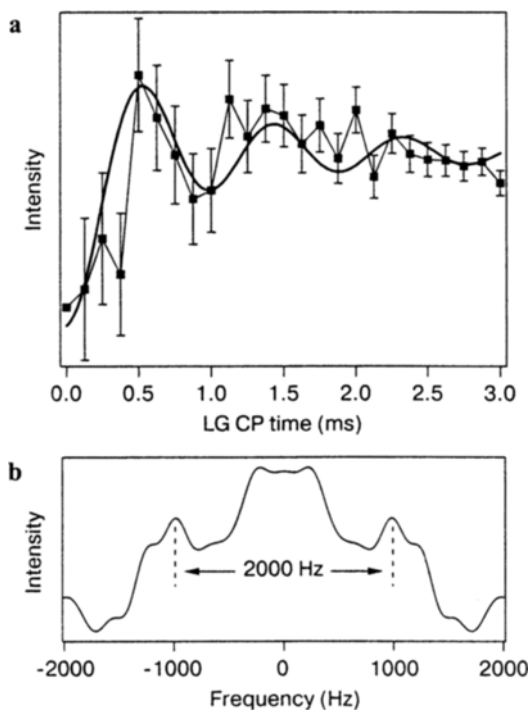 a
Intensity
0.0 0.5 1.0 1.5 2.0 2.5 3.0
LG CP time (ms)
b
Intensity
2000 Hz
-2000 -1000 0 1000 2000
Frequency (Hz)